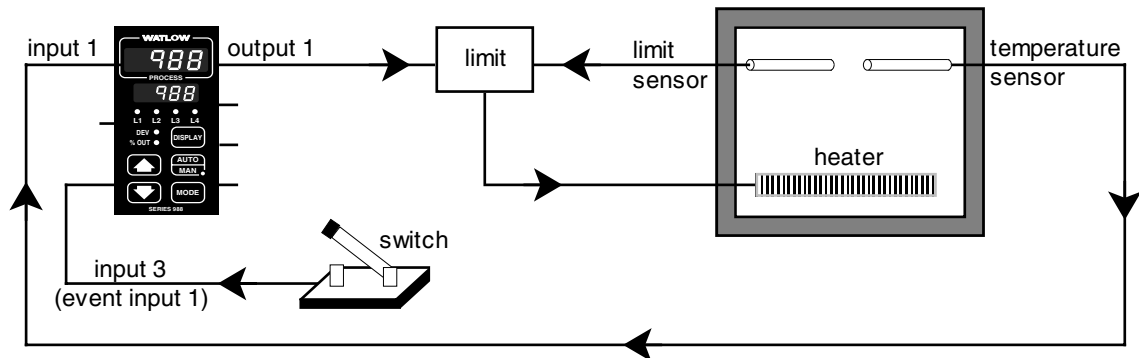 input 1
WATLOW
988
PROCESS
988
L1 L2 L3 L4
DEV
% OUT
DISPLAY
AUTO
MAN
MODE
SERIES 988
output 1
limit
limit
sensor
temperature
sensor
heater
switch
input 3
(event input 1)